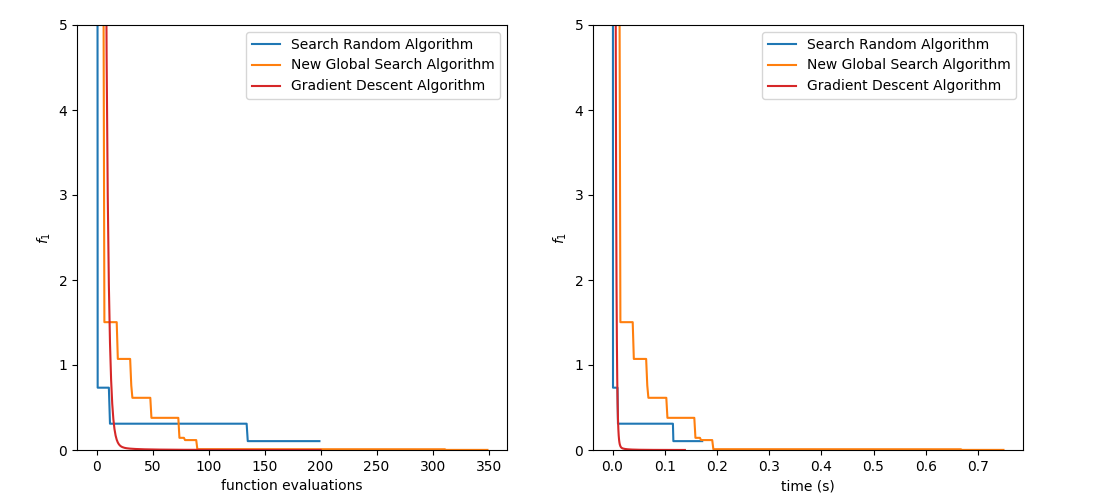 5
4
3
2
1
0
f1
Search Random Algorithm
New Global Search Algorithm
Gradient Descent Algorithm
0 50 100 150 200 250 300 350
function evaluations
5
4
3
2
1
0
f1
Search Random Algorithm
New Global Search Algorithm
Gradient Descent Algorithm
0.0 0.1 0.2 0.3 0.4 0.5 0.6 0.7
time (s)